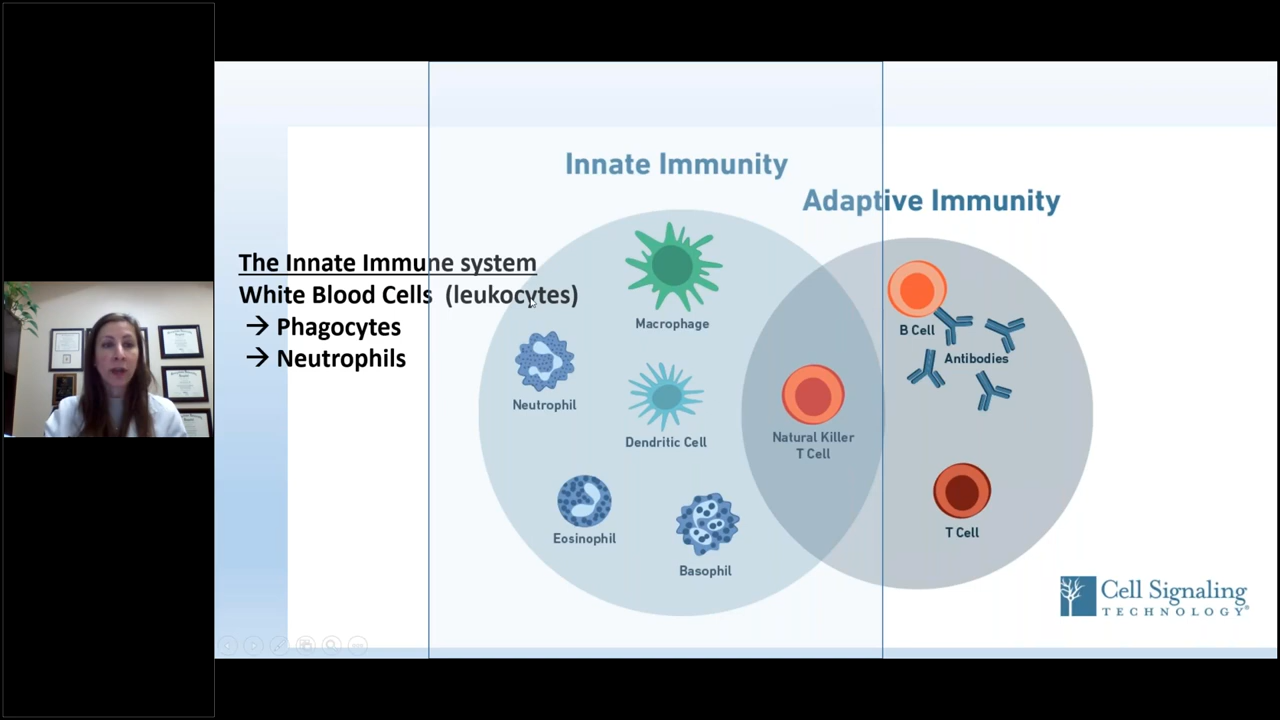 Innate Immunity
Adaptive Immunity
The Innate Immune system
White Blood Cells (leukocytes)
→ Phagocytes
→ Neutrophils
Macrophage
Neutrophil
Dendritic Cell
Eosinophil
Basophil
Natural Killer
T Cell
B Cell
Antibodies
T Cell
Cell Signaling
TECHNOLOGY®